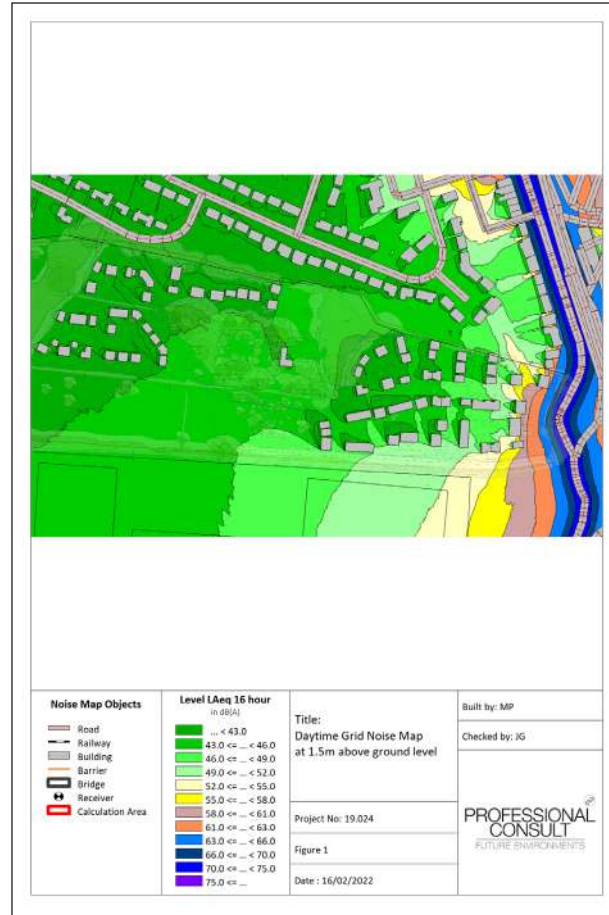 Noise Map Objects
Road
Railway
Building
Barrier
Bridge
Receiver
Calculation Area
Level LAeq 16 hour
in dB(A)
... < 43.0
43.0 <= ... < 46.0
46.0 <= ... < 49.0
49.0 <= ... < 52.0
52.0 <= ... < 55.0
55.0 <= ... < 58.0
58.0 <= ... < 61.0
61.0 <= ... < 63.0
63.0 <= ... < 66.0
66.0 <= ... < 70.0
70.0 <= ... < 75.0
75.0 <= ...
Title:
Daytime Grid Noise Map
at 1.5m above ground level
Project No: 19.024
Figure 1
Date : 16/02/2022
Built by: MP
Checked by: JG
PROFESSIONAL
CONSULT
FUTURE ENVIRONMENTS